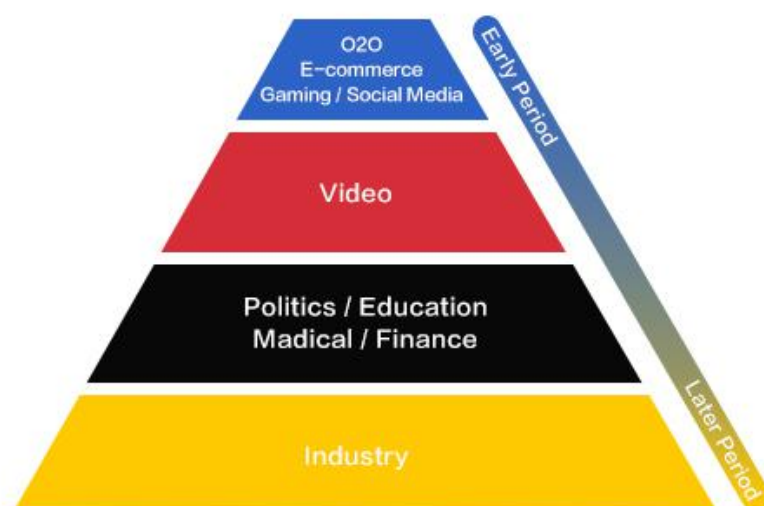 O2O
E-commerce
Gaming / Social Media
Early Period
Video
Politics / Education
Madical / Finance
Later Period
Industry